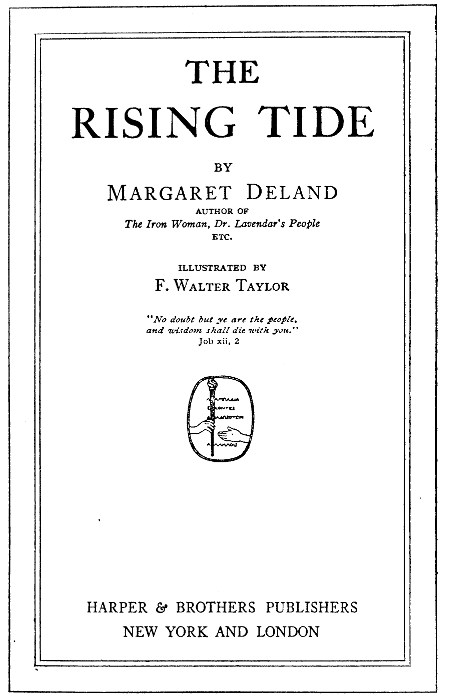 THE
RISING TIDE
BY
MARGARET DELAND
AUTHOR OF
The Iron Woman, Dr. Lavendar's People
ETC.
ILLUSTRATED BY
F. WALTER TAYLOR
"No doubt but ye are the people,
and wisdom shall die with you."
Job xii, 2
HARPER & BROTHERS PUBLISHERS
NEW YORK AND LONDON